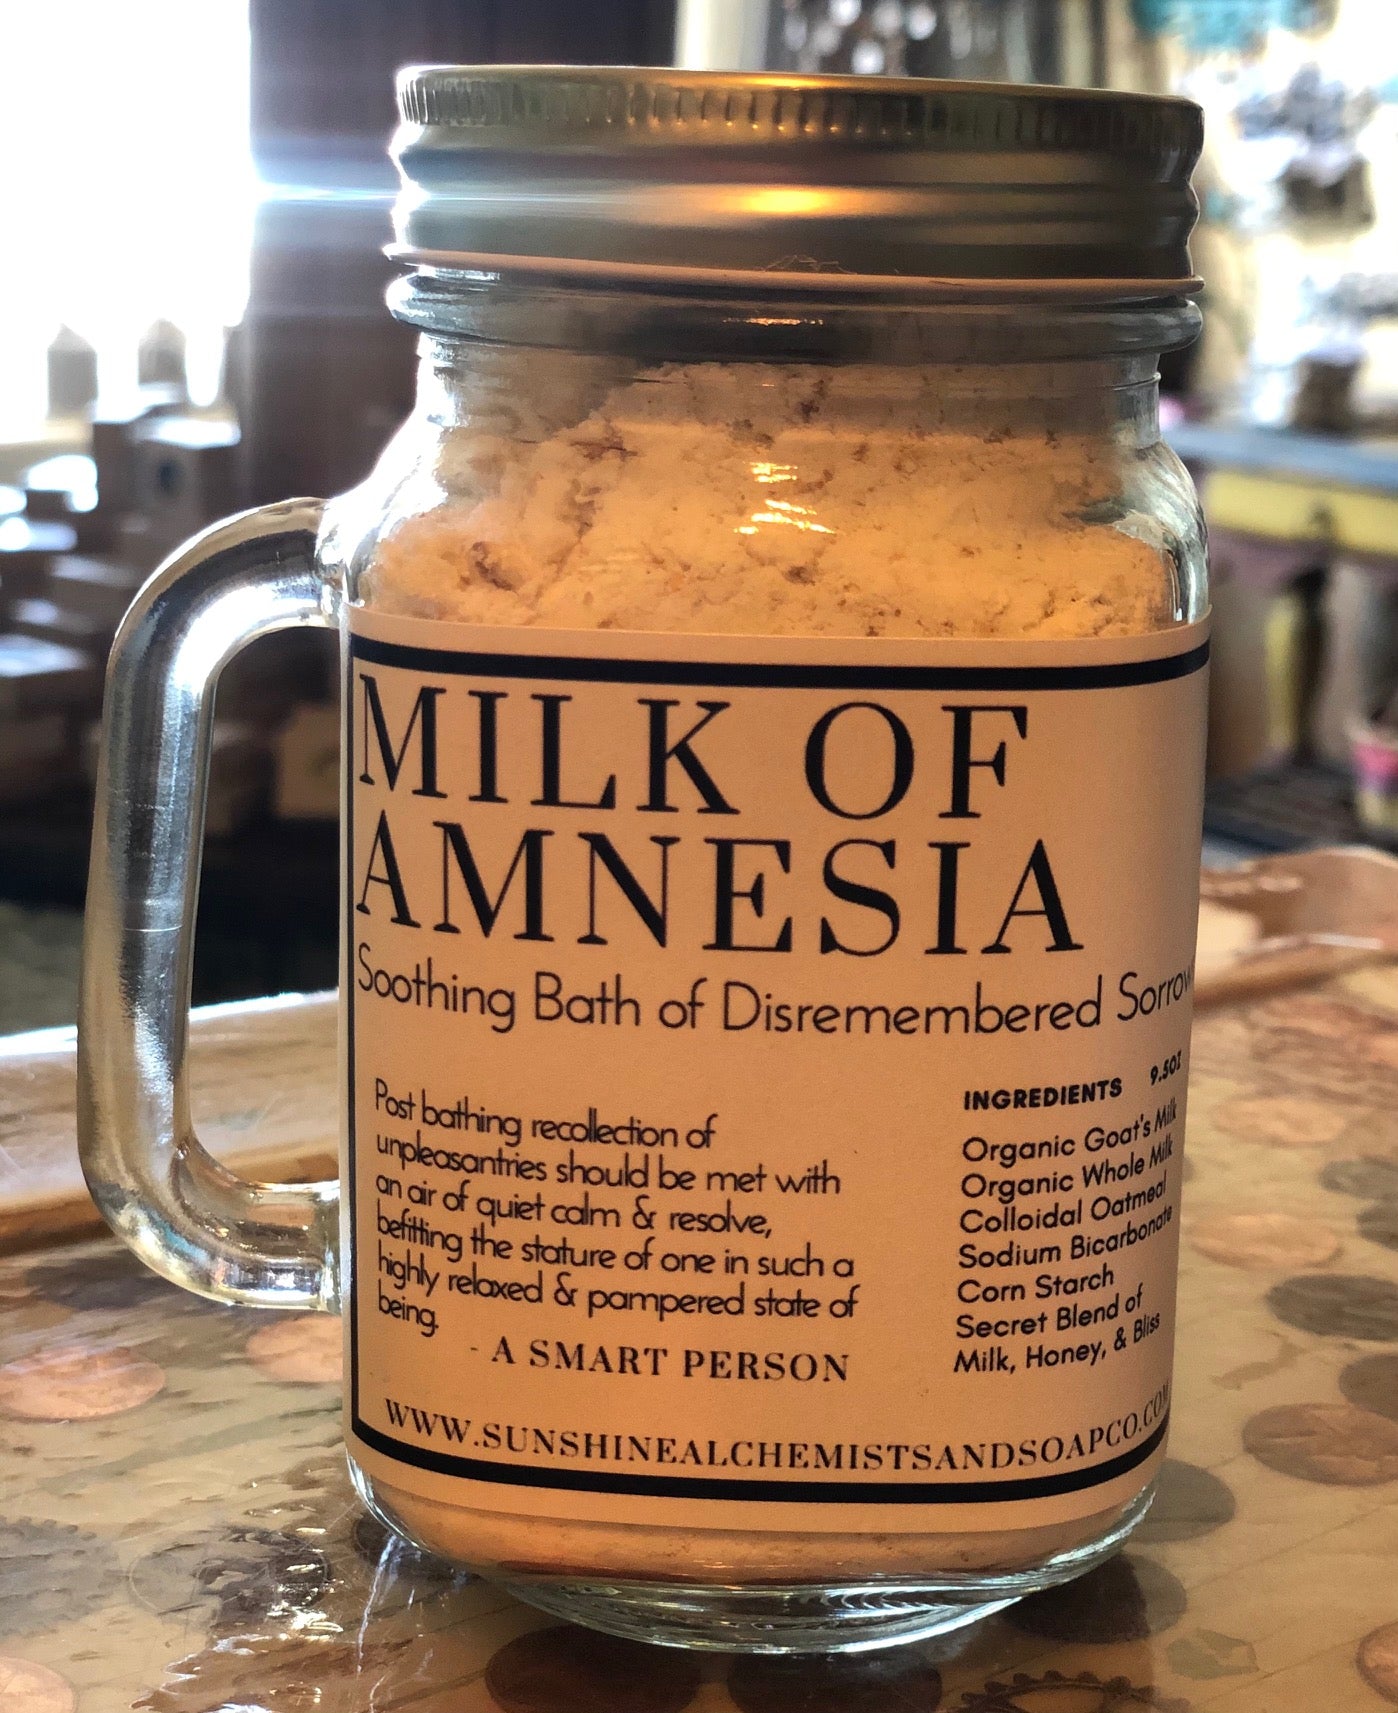 MILK OF
AMNESIA
Soothing Bath of Disremembered Sorrow
Post bathing recollection of
unpleasantries should be met with
an air of quiet calm & resolve,
befitting the stature of one in such a
highly relaxed & pampered state of
being.
- A SMART PERSON
INGREDIENTS 9.5OZ
Organic Goat's Milk
Organic Whole Milk
Colloidal Oatmeal
Sodium Bicarbonate
Corn Starch
Secret Blend of
Milk, Honey, & Bliss
WWW.SUNSHINEALCHEMISTSANDSOAPCO.COM